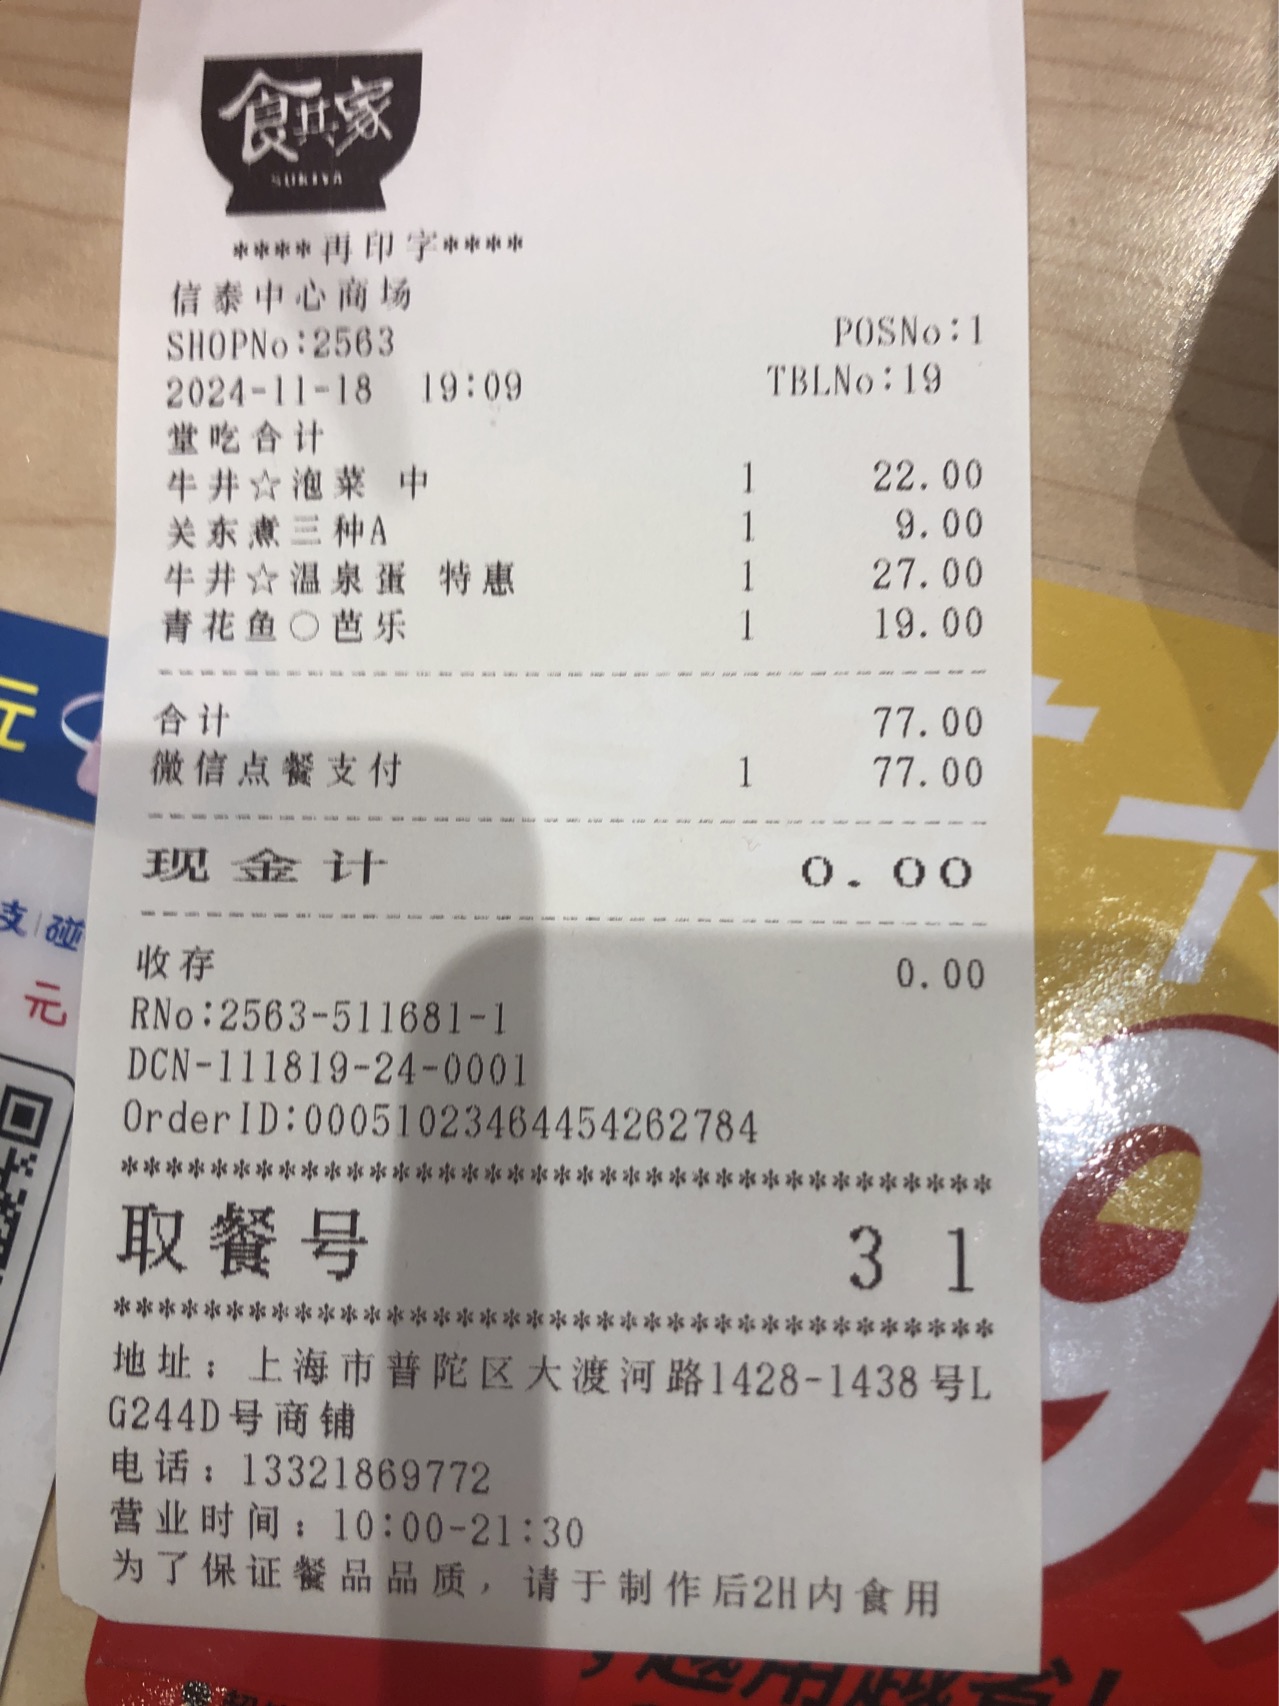 食其家
SUKIYA
****再印字****
信泰中心商场
SHOPNo:2563 POSNo:1
2024-11-18 19:09 TBLNo:19
堂吃合计
牛井☆泡菜 中 1 22.00
关东煮三种A 1 9.00
牛井☆温泉蛋 特惠 1 27.00
青花鱼○芭乐 1 19.00
合计 77.00
微信点餐支付 1 77.00
现金计 0.00
收存 0.00
RNo:2563-511681-1
DCN-111819-24-0001
OrderID:00051023464454262784
***************************************
取餐号 31
***************************************
地址：上海市普陀区大渡河路1428-1438号L
G244D号商铺
电话：13321869772
营业时间：10:00-21:30
为了保证餐品品质，请于制作后2H内食用
元
支|碰
元
9